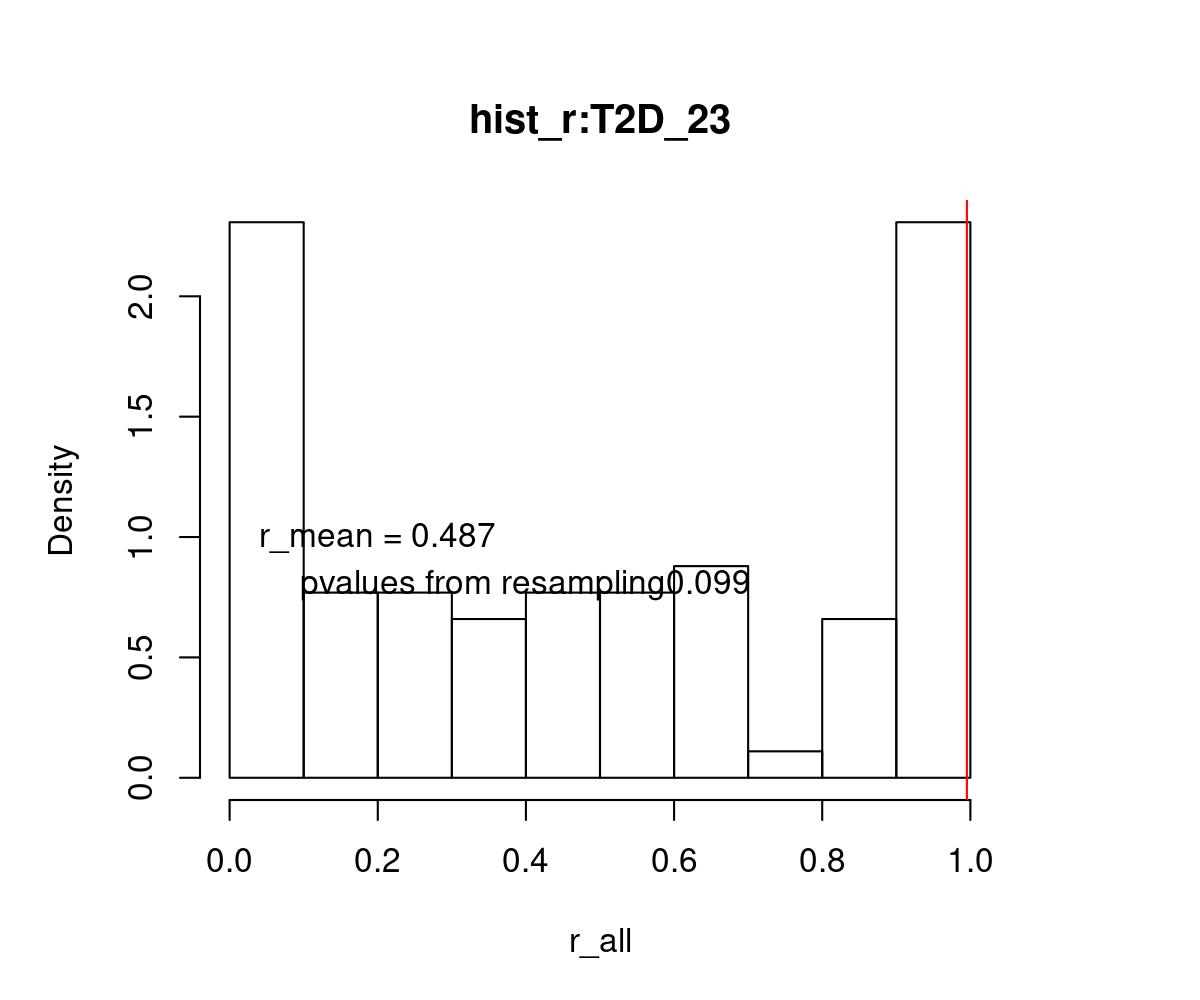 hist_r:T2D_23
2.0
1.5
1.0
0.5
0.0
Density
r_mean = 0.487
pvalues from resampling0.099
0.0 0.2 0.4 0.6 0.8 1.0
r_all